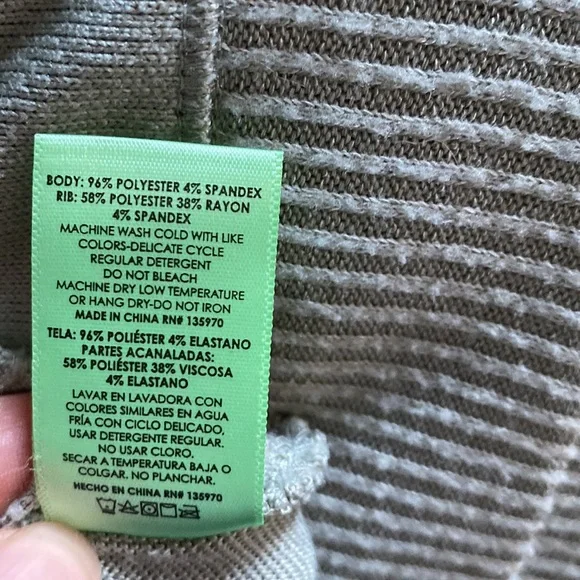 BODY: 96% POLYESTER 4% SPANDEX
RIB: 58% POLYESTER 38% RAYON
4% SPANDEX
MACHINE WASH COLD WITH LIKE
COLORS-DELICATE CYCLE
REGULAR DETERGENT
DO NOT BLEACH
MACHINE DRY LOW TEMPERATURE
OR HANG DRY-DO NOT IRON
MADE IN CHINA RN# 135970
TELA: 96% POLIÉSTER 4% ELASTANO
PARTES ACANALADAS:
58% POLIÉSTER 38% VISCOSA
4% ELASTANO
LAVAR EN LAVADORA CON
COLORES SIMILARES EN AGUA
FRÍA CON CICLO DELICADO,
USAR DETERGENTE REGULAR.
NO USAR CLORO.
SECAR A TEMPERATURA BAJA O
COLGAR. NO PLANCHAR.
HECHO EN CHINA RN# 135970